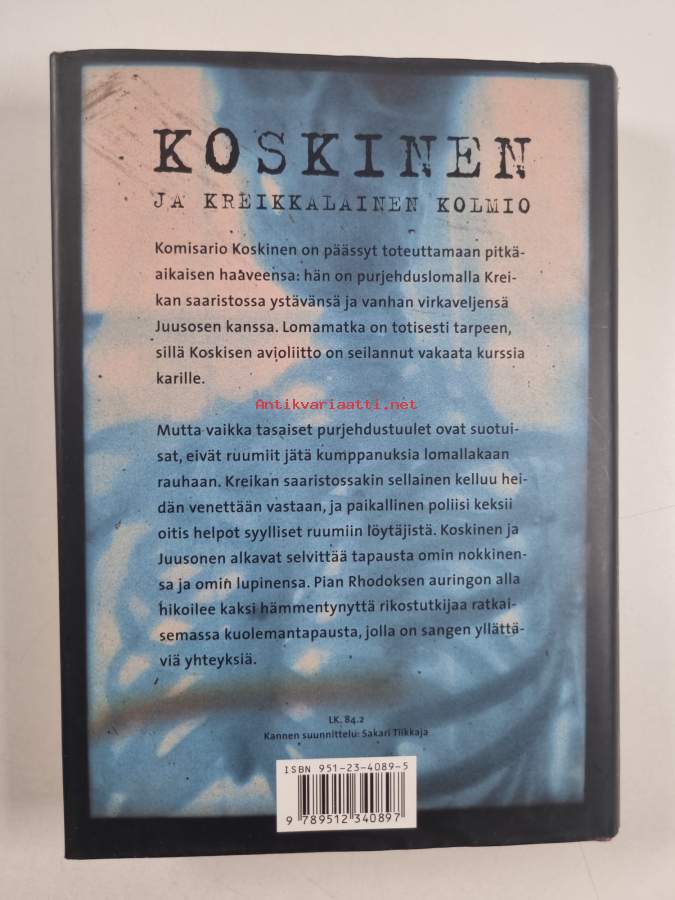 KOSKINEN
JA KREIKKALAINEN KOLMIO
Komisario Koskinen on päässyt toteuttamaan pitkä-
aikaisen haaveensa: hän on purjehduslomalla Krei-
kan saaristossa ystävänsä ja vanhan virkaveljensä
Juusosen kanssa. Lomamatka on totisesti tarpeen,
sillä Koskisen avioliitto on seilannut vakaata kurssia
karille.
Antikvariaatti.net
Mutta vaikka tasaiset purjehdustuulet ovat suotui-
sat, eivät ruumiit jätä kumppanuksia lomallakaan
rauhaan. Kreikan saaristossakin sellainen kelluu hei-
dän venettään vastaan, ja paikallinen poliisi keksii
oitis helpot syylliset ruumiin löytäjistä. Koskinen ja
Juusonen alkavat selvittää tapausta omin nokkinen-
sa ja omin lupinensa. Pian Rhodoksen auringon alla
hikoilee kaksi hämmentynyttä rikostutkijaa ratkai-
semassa kuolemantapausta, jolla on sangen yllättä-
viä yhteyksiä.
LK. 84.2
Kannen suunnittelu: Sakari Tiikkaja
ISBN 951-23-4089-5
9 789512 340897